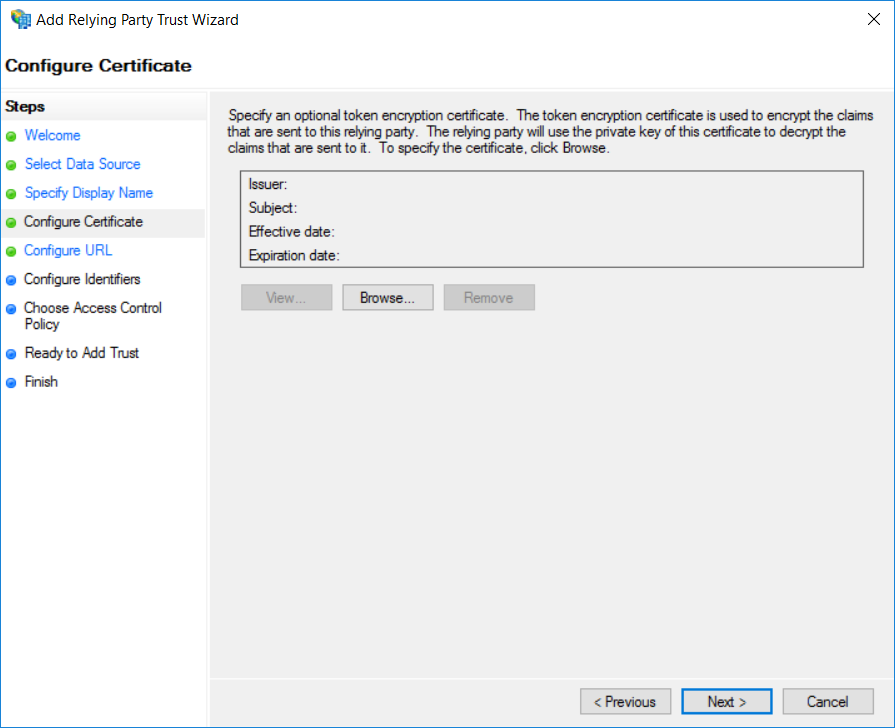 Add Relying Party Trust Wizard
Configure Certificate
Steps
Welcome
Select Data Source
Specify Display Name
Configure Certificate
Configure URL
Configure Identifiers
Choose Access Control
Policy
Ready to Add Trust
Finish
Specify an optional token encryption certificate.  The token encryption certificate is used to encrypt the claims
that are sent to this relying party.  The relying party will use the private key of this certificate to decrypt the
claims that are sent to it.  To specify the certificate, click Browse.
Issuer:
Subject:
Effective date:
Expiration date:
View... Browse... Remove
< Previous Next > Cancel